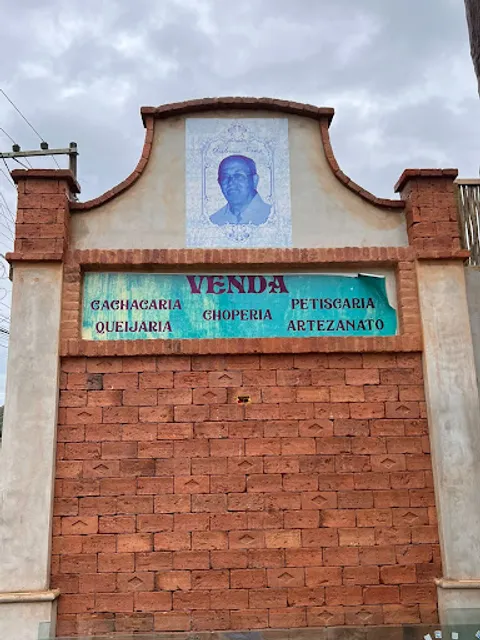 VENDA
CACHAÇARIA
CHOPERIA
PETISCARIA
QUEIJARIA
ARTEZANATO